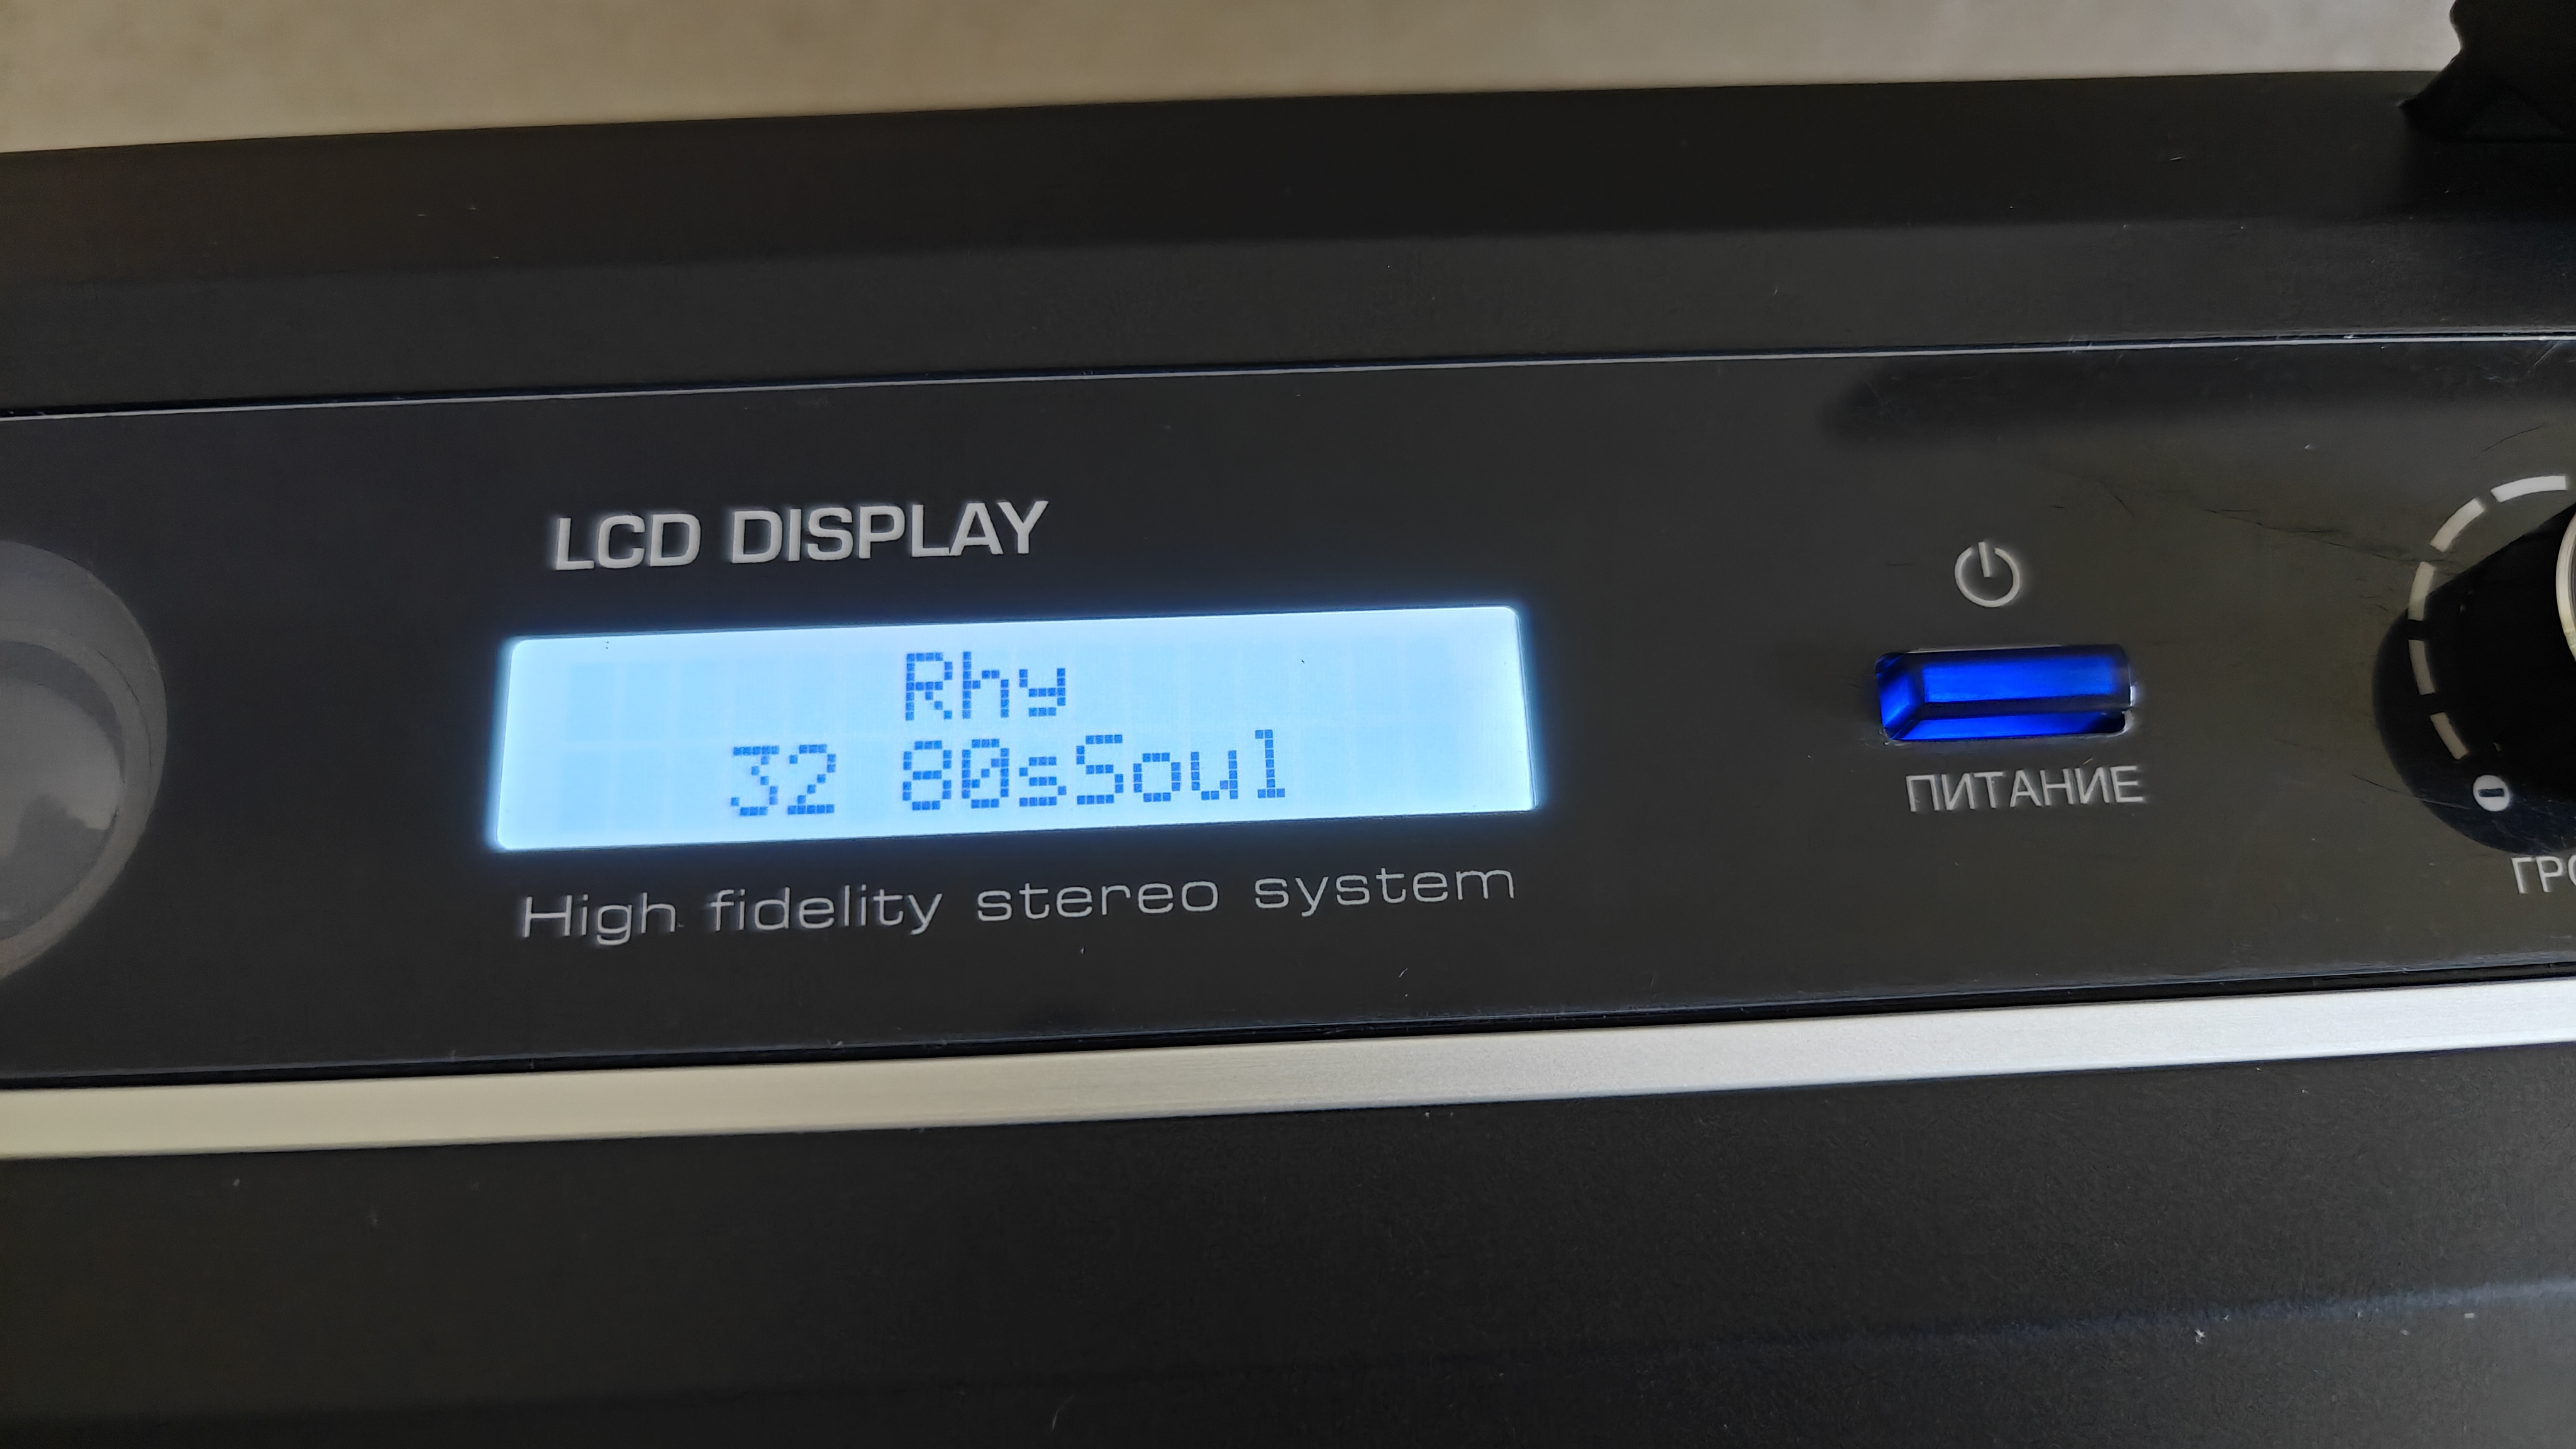 LCD DISPLAY
Rhy
32 80sSoul
High fidelity stereo system
ПИТАНИЕ